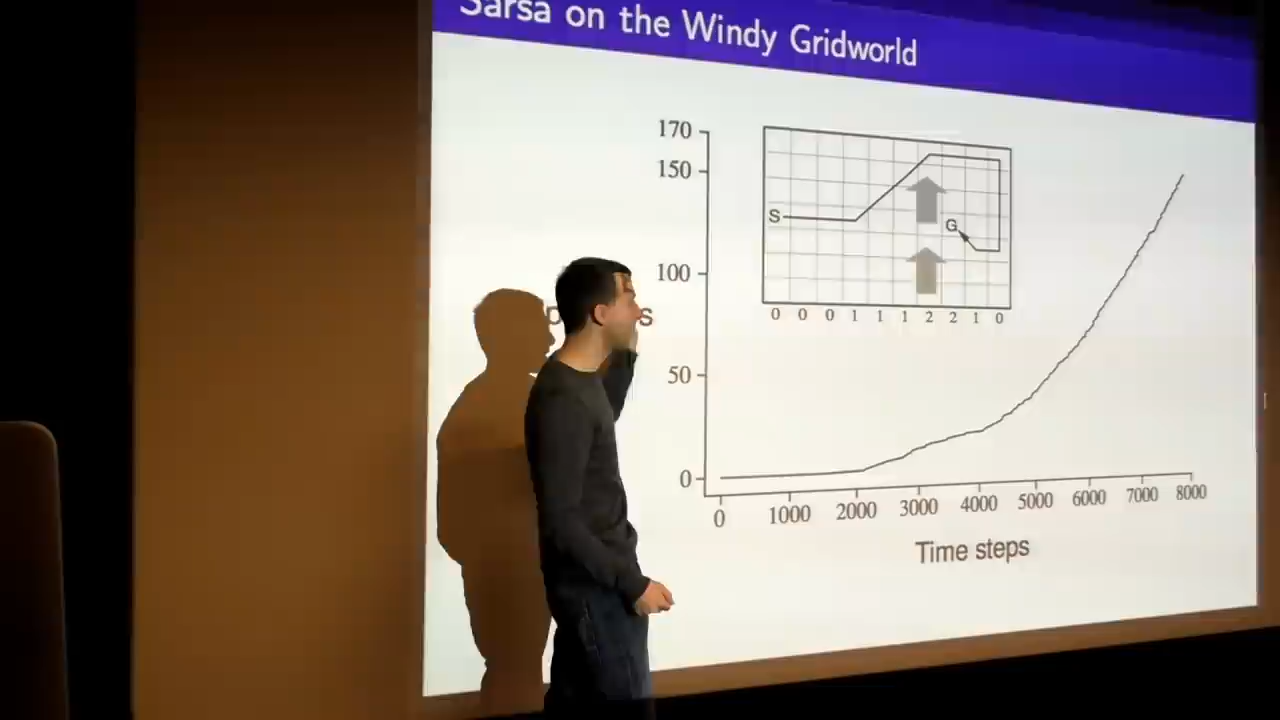 Sarsa on the Windy Gridworld
170
150
100
50
0
S
G
0 0 0 1 1 1 2 2 1 0
0 1000 2000 3000 4000 5000 6000 7000 8000
Time steps